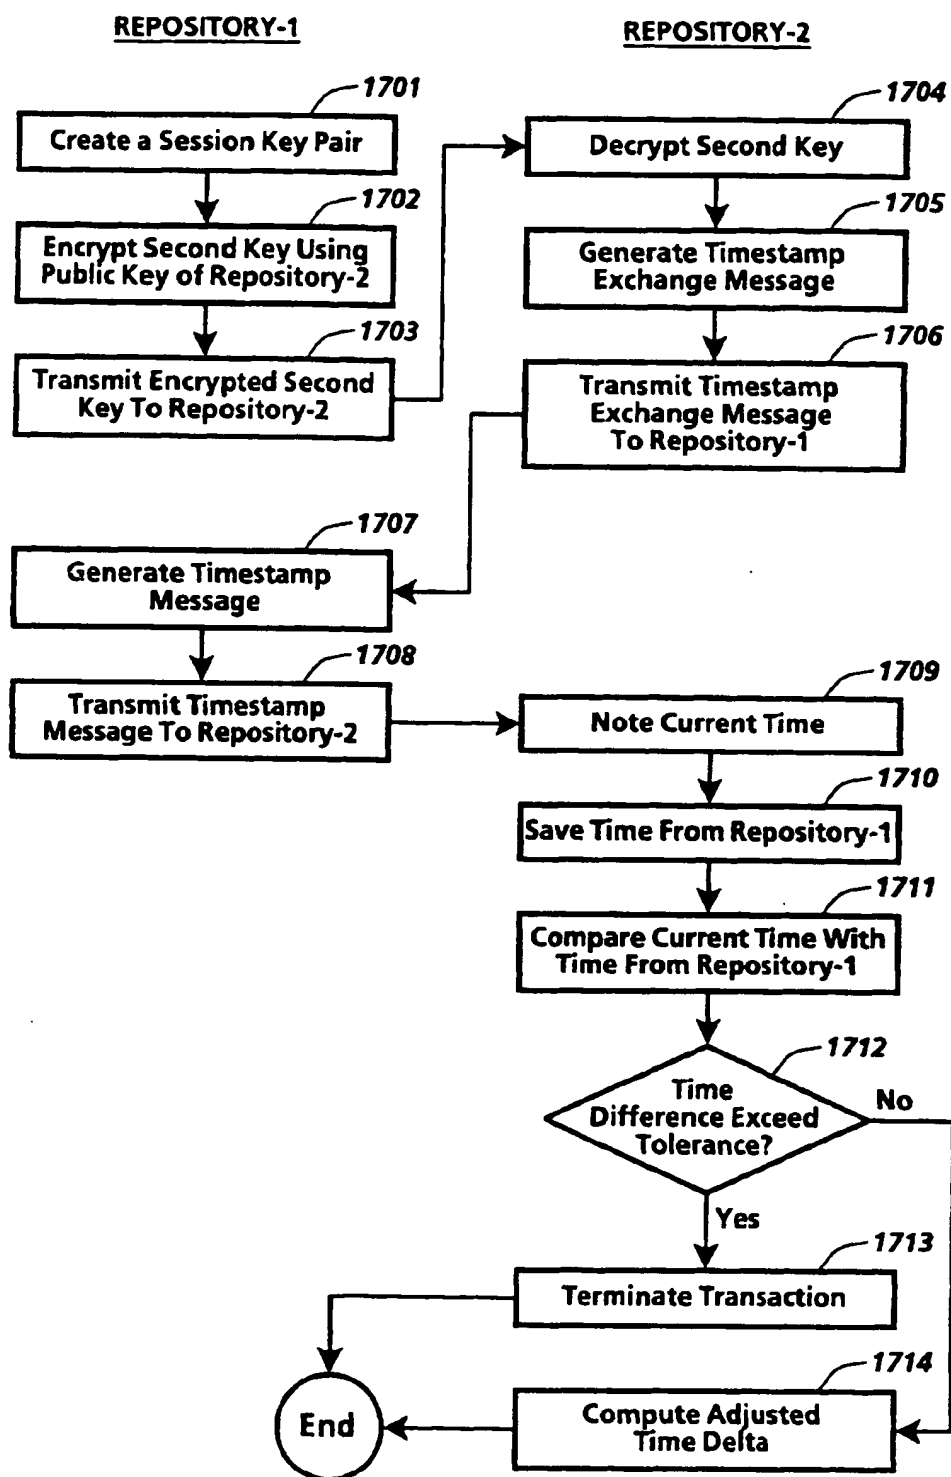 REPOSITORY-1
REPOSITORY-2
1701
Create a Session Key Pair
1702
Encrypt Second Key Using
Public Key of Repository-2
1703
Transmit Encrypted Second
Key To Repository-2
1704
Decrypt Second Key
1705
Generate Timestamp
Exchange Message
1706
Transmit Timestamp
Exchange Message
To Repository-1
1707
Generate Timestamp
Message
1708
Transmit Timestamp
Message To Repository-2
1709
Note Current Time
1710
Save Time From Repository-1
1711
Compare Current Time With
Time From Repository-1
1712
Time
Difference Exceed
Tolerance?
No
Yes
1713
Terminate Transaction
1714
Compute Adjusted
Time Delta
End